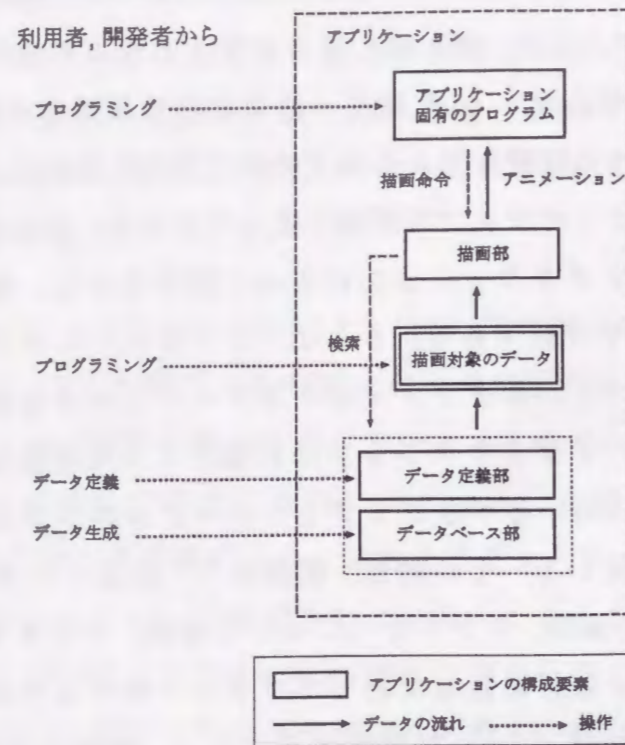 利用者, 開発者から
アプリケーション
プログラミング
アプリケーション
固有のプログラム
描画命令
アニメーション
描画部
検索
プログラミング
描画対象のデータ
データ定義
データ定義部
データ生成
データベース部
アプリケーションの構成要素
データの流れ
操作